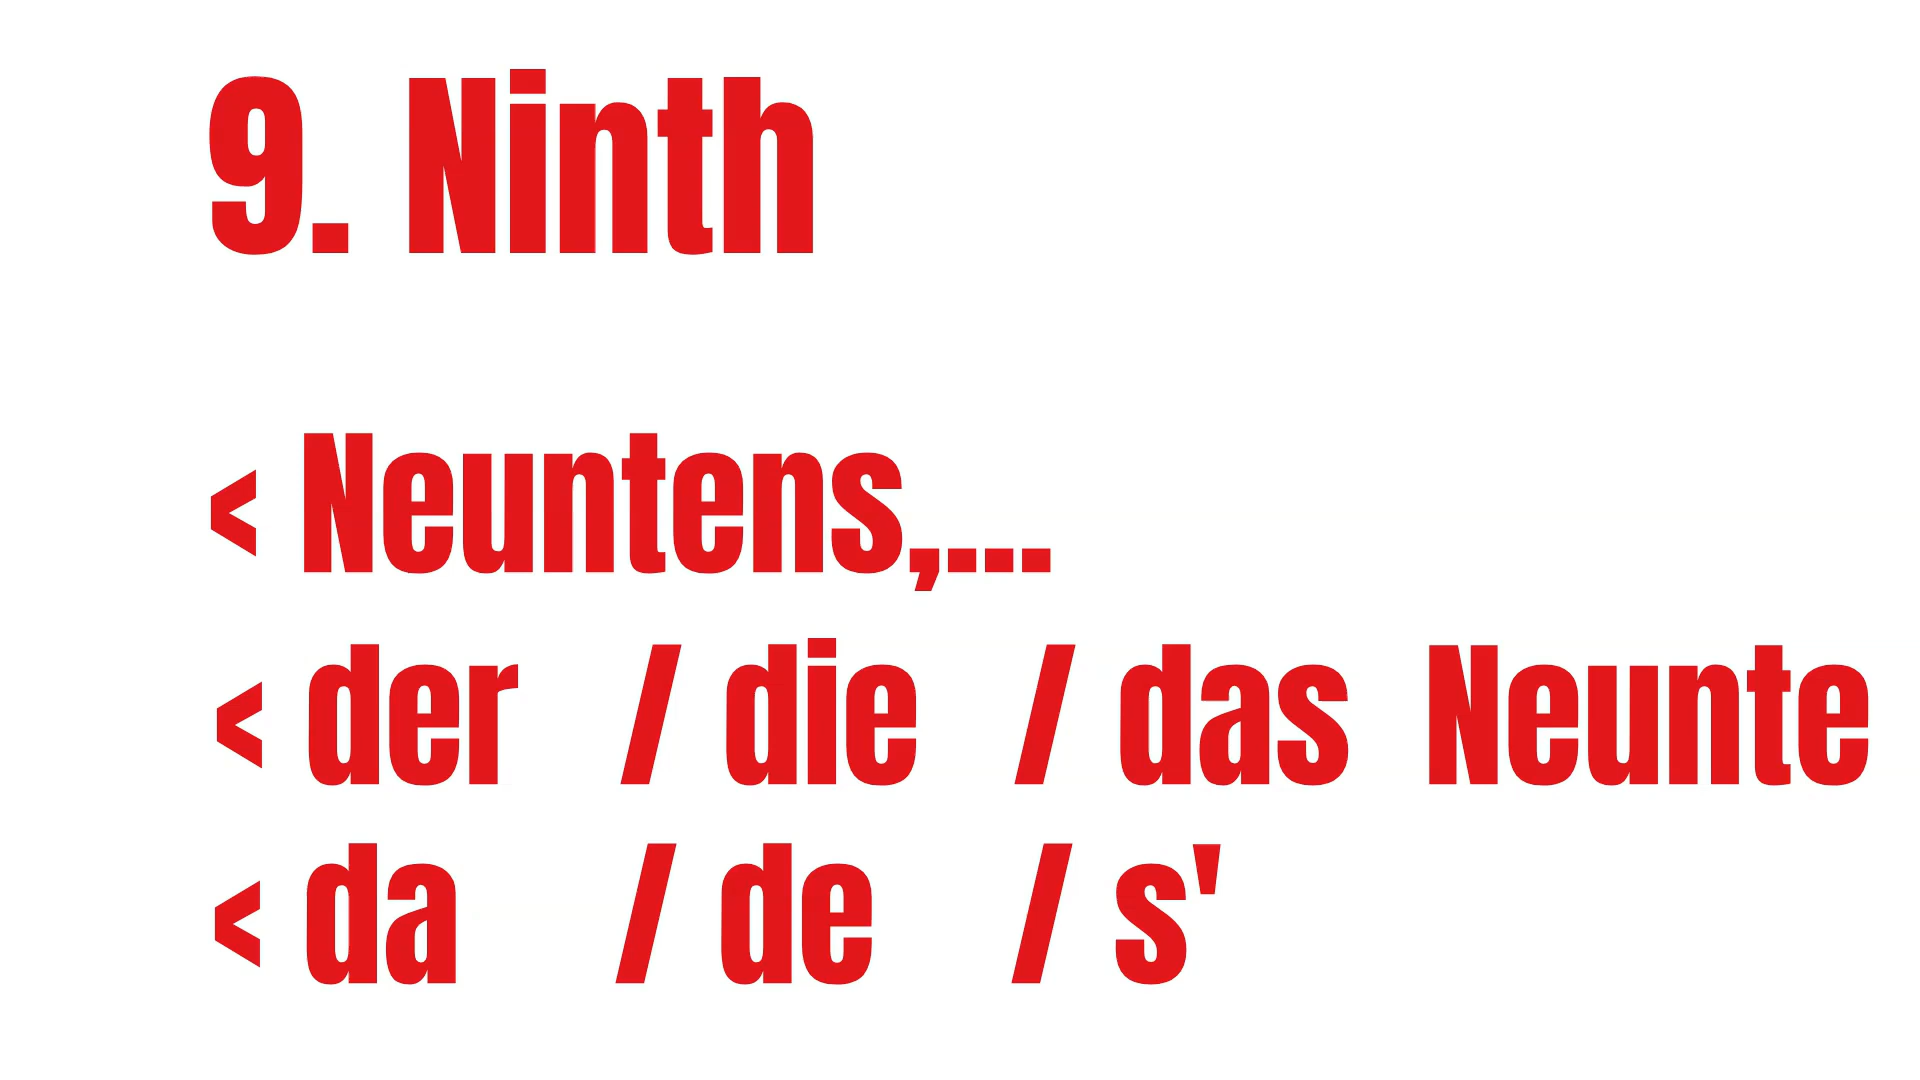 9. Ninth
< Neuntens,...
< der / die / das Neunte
< da / de / s'